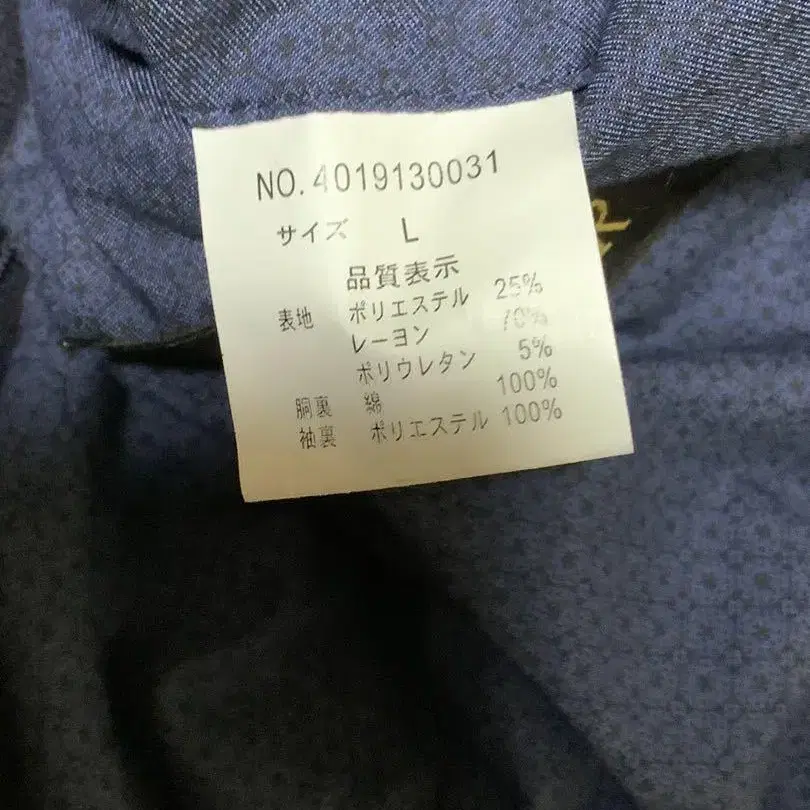 NO.4019130031
サイズ L
品質表示
表地 ポリエステル 25%
レーヨン 70%
ポリウレタン 5%
胴裏 綿 100%
袖裏 ポリエステル 100%